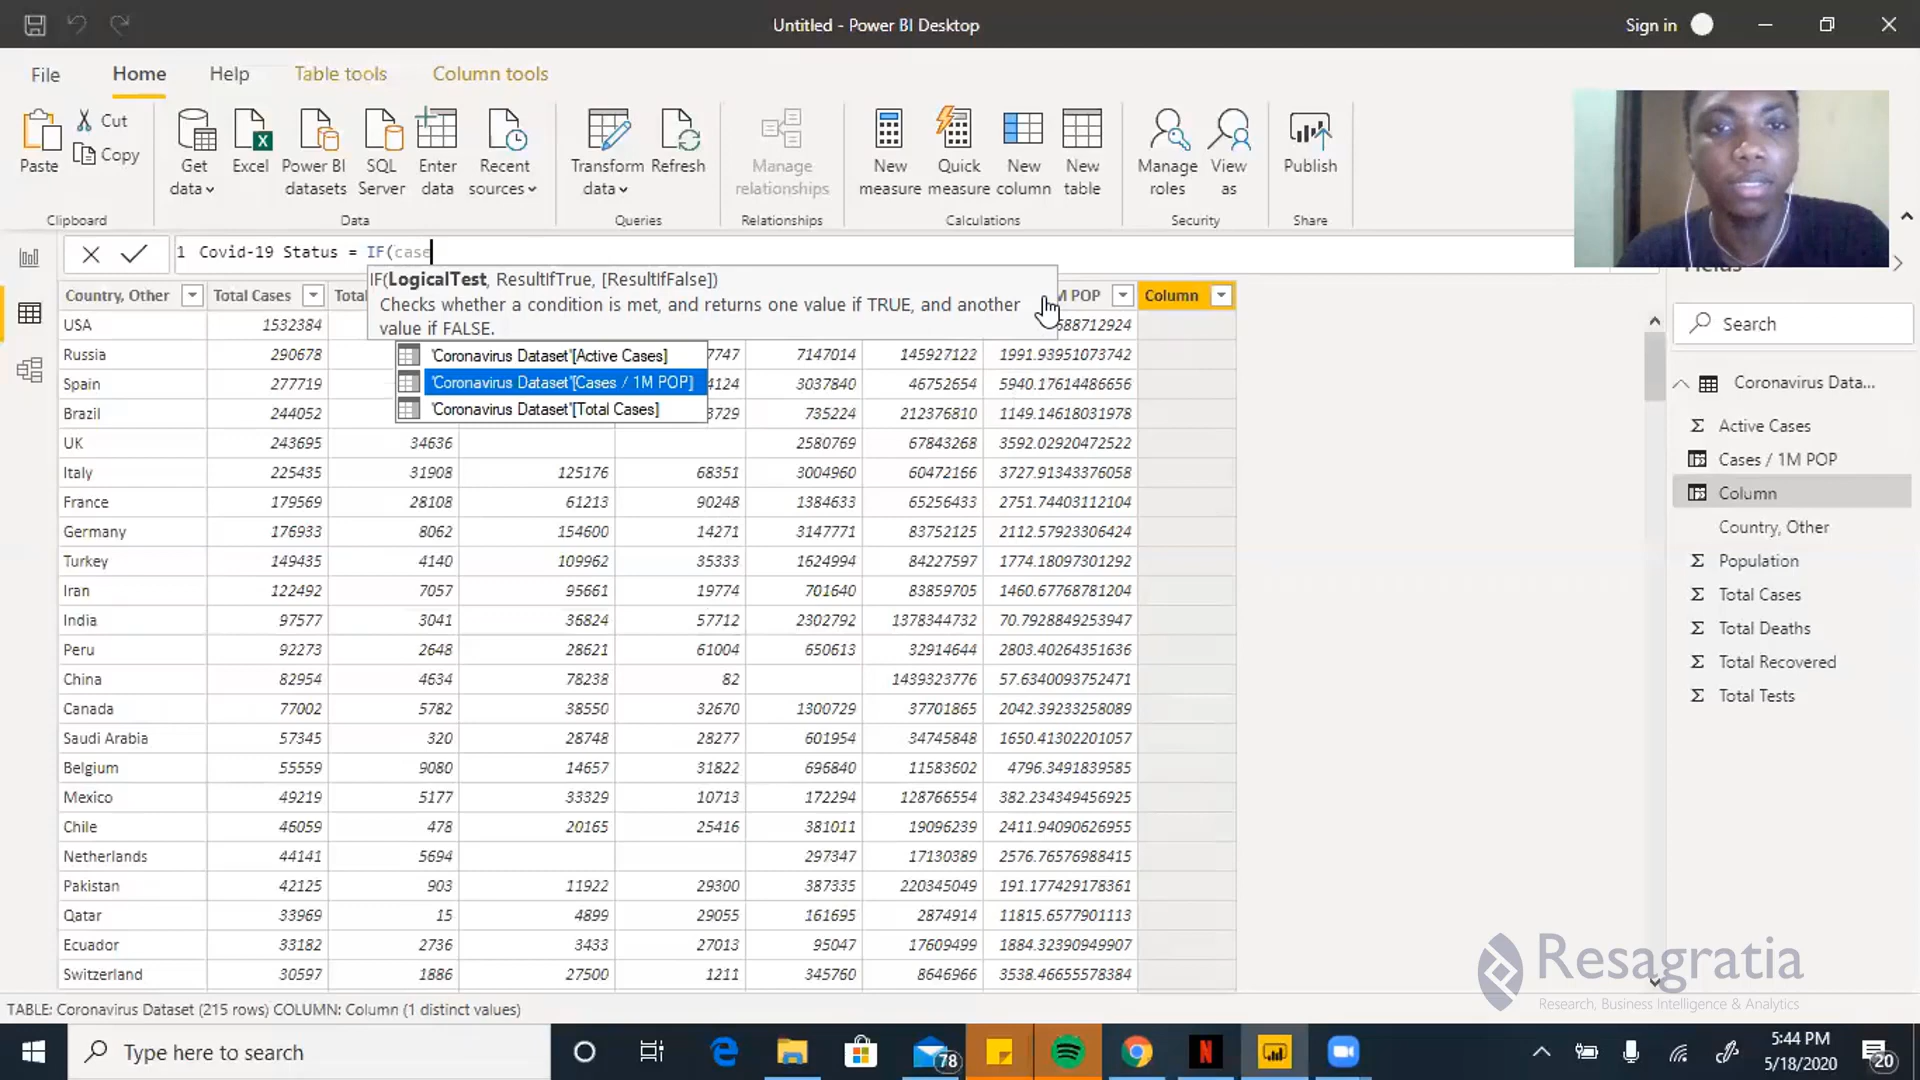 Untitled - Power BI Desktop
Sign in
File Home Help Table tools Column tools
Paste
Cut
Copy
Clipboard
Get data
Excel
Power BI datasets
SQL Server
Enter data
Recent sources
Data
Transform data
Refresh
Queries
Manage relationships
Relationships
New measure
Quick measure
New column
New table
Calculations
Manage roles
View as
Security
Publish
Share
1 Covid-19 Status = IF(case
IF(LogicalTest, ResultIfTrue, [ResultIfFalse])
Checks whether a condition is met, and returns one value if TRUE, and another
value if FALSE.
'Coronavirus Dataset'[Active Cases]
'Coronavirus Dataset'[Cases / 1M POP]
'Coronavirus Dataset'[Total Cases]
Country, Other Total Cases M POP Column
USA 1532384 588712924
Russia 290678 7747 7147014 145927122 1991.93951073742
Spain 277719 4124 3037840 46752654 5940.17614486656
Brazil 244052 3729 735224 212376810 1149.14618031978
UK 243695 34636 2580769 67843268 3592.02920472522
Italy 225435 31908 125176 68351 3004960 60472166 3727.91343376058
France 179569 28108 61213 90248 1384633 65256433 2751.74403112104
Germany 176933 8062 154600 14271 3147771 83752125 2112.57923306424
Turkey 149435 4140 109962 35333 1624994 84227597 1774.18097301292
Iran 122492 7057 95661 19774 701640 83859705 1460.67768781204
India 97577 3041 36824 57712 2302792 1378344732 70.7928849253947
Peru 92273 2648 28621 61004 650613 32914644 2803.40264351636
China 82954 4634 78238 82 1439323776 57.6340093752471
Canada 77002 5782 38550 32670 1300729 37701865 2042.39233258089
Saudi Arabia 57345 320 28748 28277 601954 34745848 1650.41302201057
Belgium 55559 9080 14657 31822 696840 11583602 4796.3491839585
Mexico 49219 5177 33329 10713 172294 128766554 382.234349456925
Chile 46059 478 20165 25416 381011 19096239 2411.94090626955
Netherlands 44141 5694 297347 17130389 2576.76576988415
Pakistan 42125 903 11922 29300 387335 220345049 191.177429178361
Qatar 33969 15 4899 29055 161695 2874914 11815.6577901113
Ecuador 33182 2736 3433 27013 95047 17609499 1884.32390949907
Switzerland 30597 1886 27500 1211 345760 8646966 3538.46655578384
Search
Coronavirus Data...
Active Cases
Cases / 1M POP
Column
Country, Other
Population
Total Cases
Total Deaths
Total Recovered
Total Tests
Resagratia
Research, Business Intelligence & Analytics
TABLE: Coronavirus Dataset (215 rows) COLUMN: Column (1 distinct values)
Type here to search
78
5:44 PM
5/18/2020
20